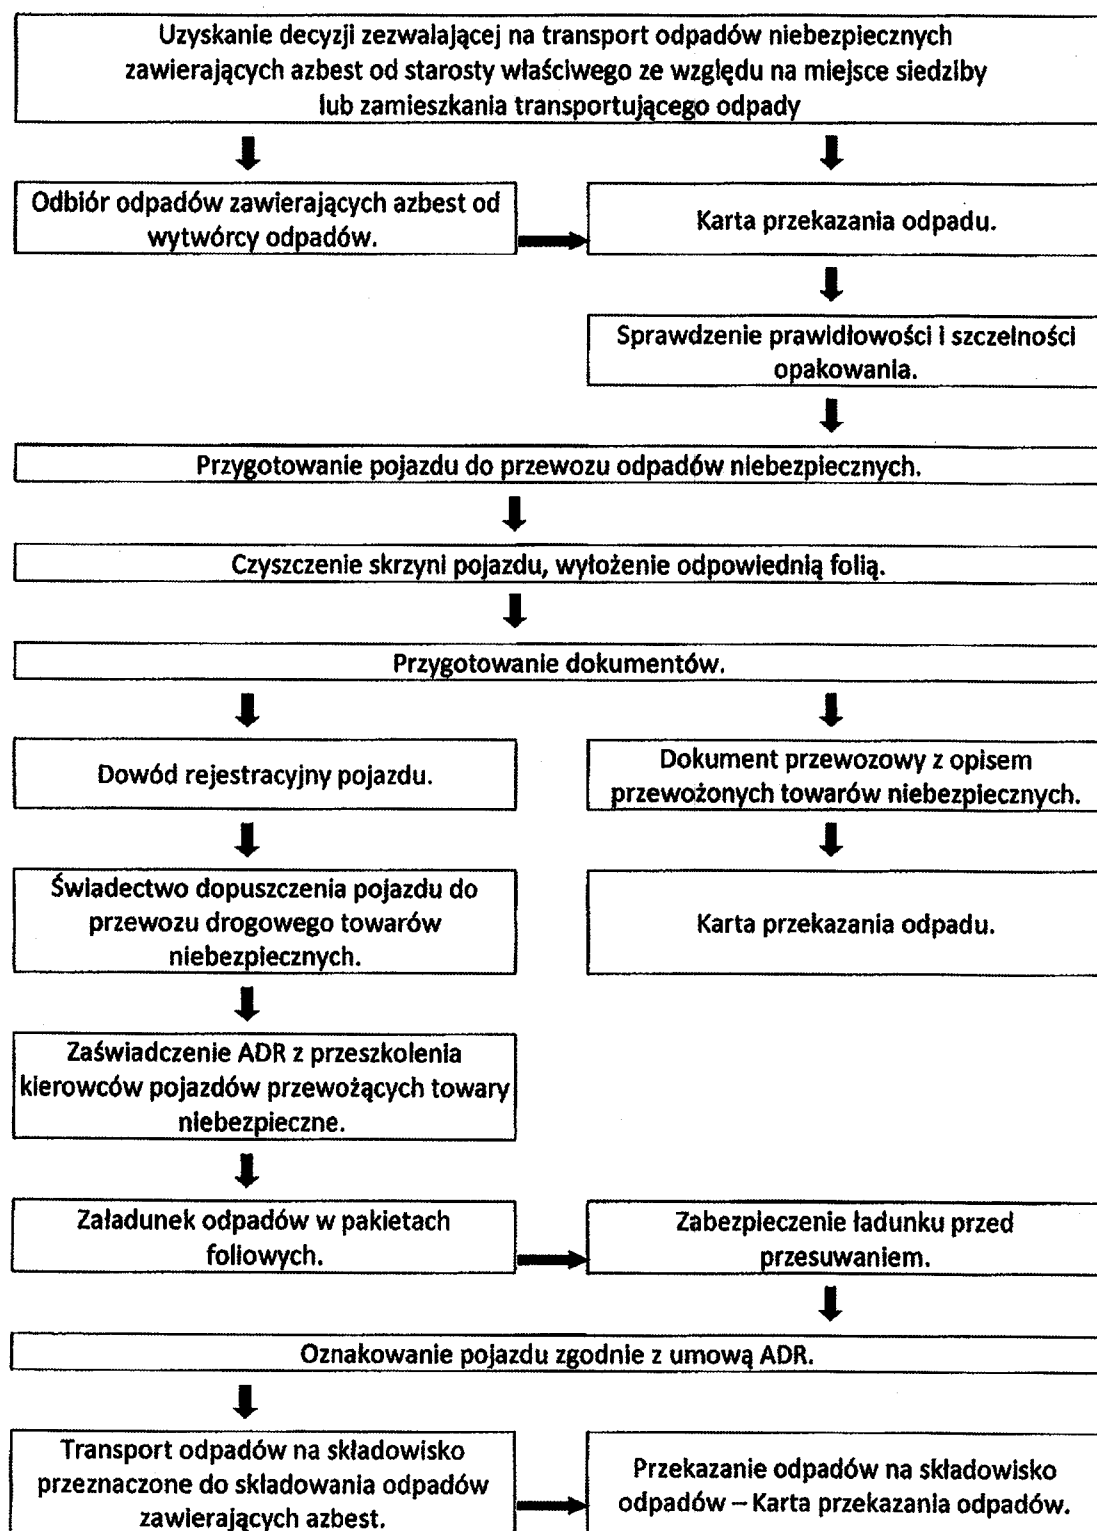 Uzyskanie decyzji zezwalającej na transport odpadów niebezpiecznych
zawierających azbest od starosty właściwego ze względu na miejsce siedziby
lub zamieszkania transportującego odpady
Odbiór odpadów zawierających azbest od
wytwórcy odpadów.
Karta przekazania odpadu.
Sprawdzenie prawidłowości i szczelności
opakowania.
Przygotowanie pojazdu do przewozu odpadów niebezpiecznych.
Czyszczenie skrzyni pojazdu, wyłożenie odpowiednią folią.
Przygotowanie dokumentów.
Dowód rejestracyjny pojazdu.
Dokument przewozowy z opisem
przewożonych towarów niebezpiecznych.
Świadectwo dopuszczenia pojazdu do
przewozu drogowego towarów
niebezpiecznych.
Karta przekazania odpadu.
Zaświadczenie ADR z przeszkolenia
kierowców pojazdów przewożących towary
niebezpieczne.
Załadunek odpadów w pakietach
foliowych.
Zabezpieczenie ładunku przed
przesuwaniem.
Oznakowanie pojazdu zgodnie z umową ADR.
Transport odpadów na składowisko
przeznaczone do składowania odpadów
zawierających azbest.
Przekazanie odpadów na składowisko
odpadów – Karta przekazania odpadów.